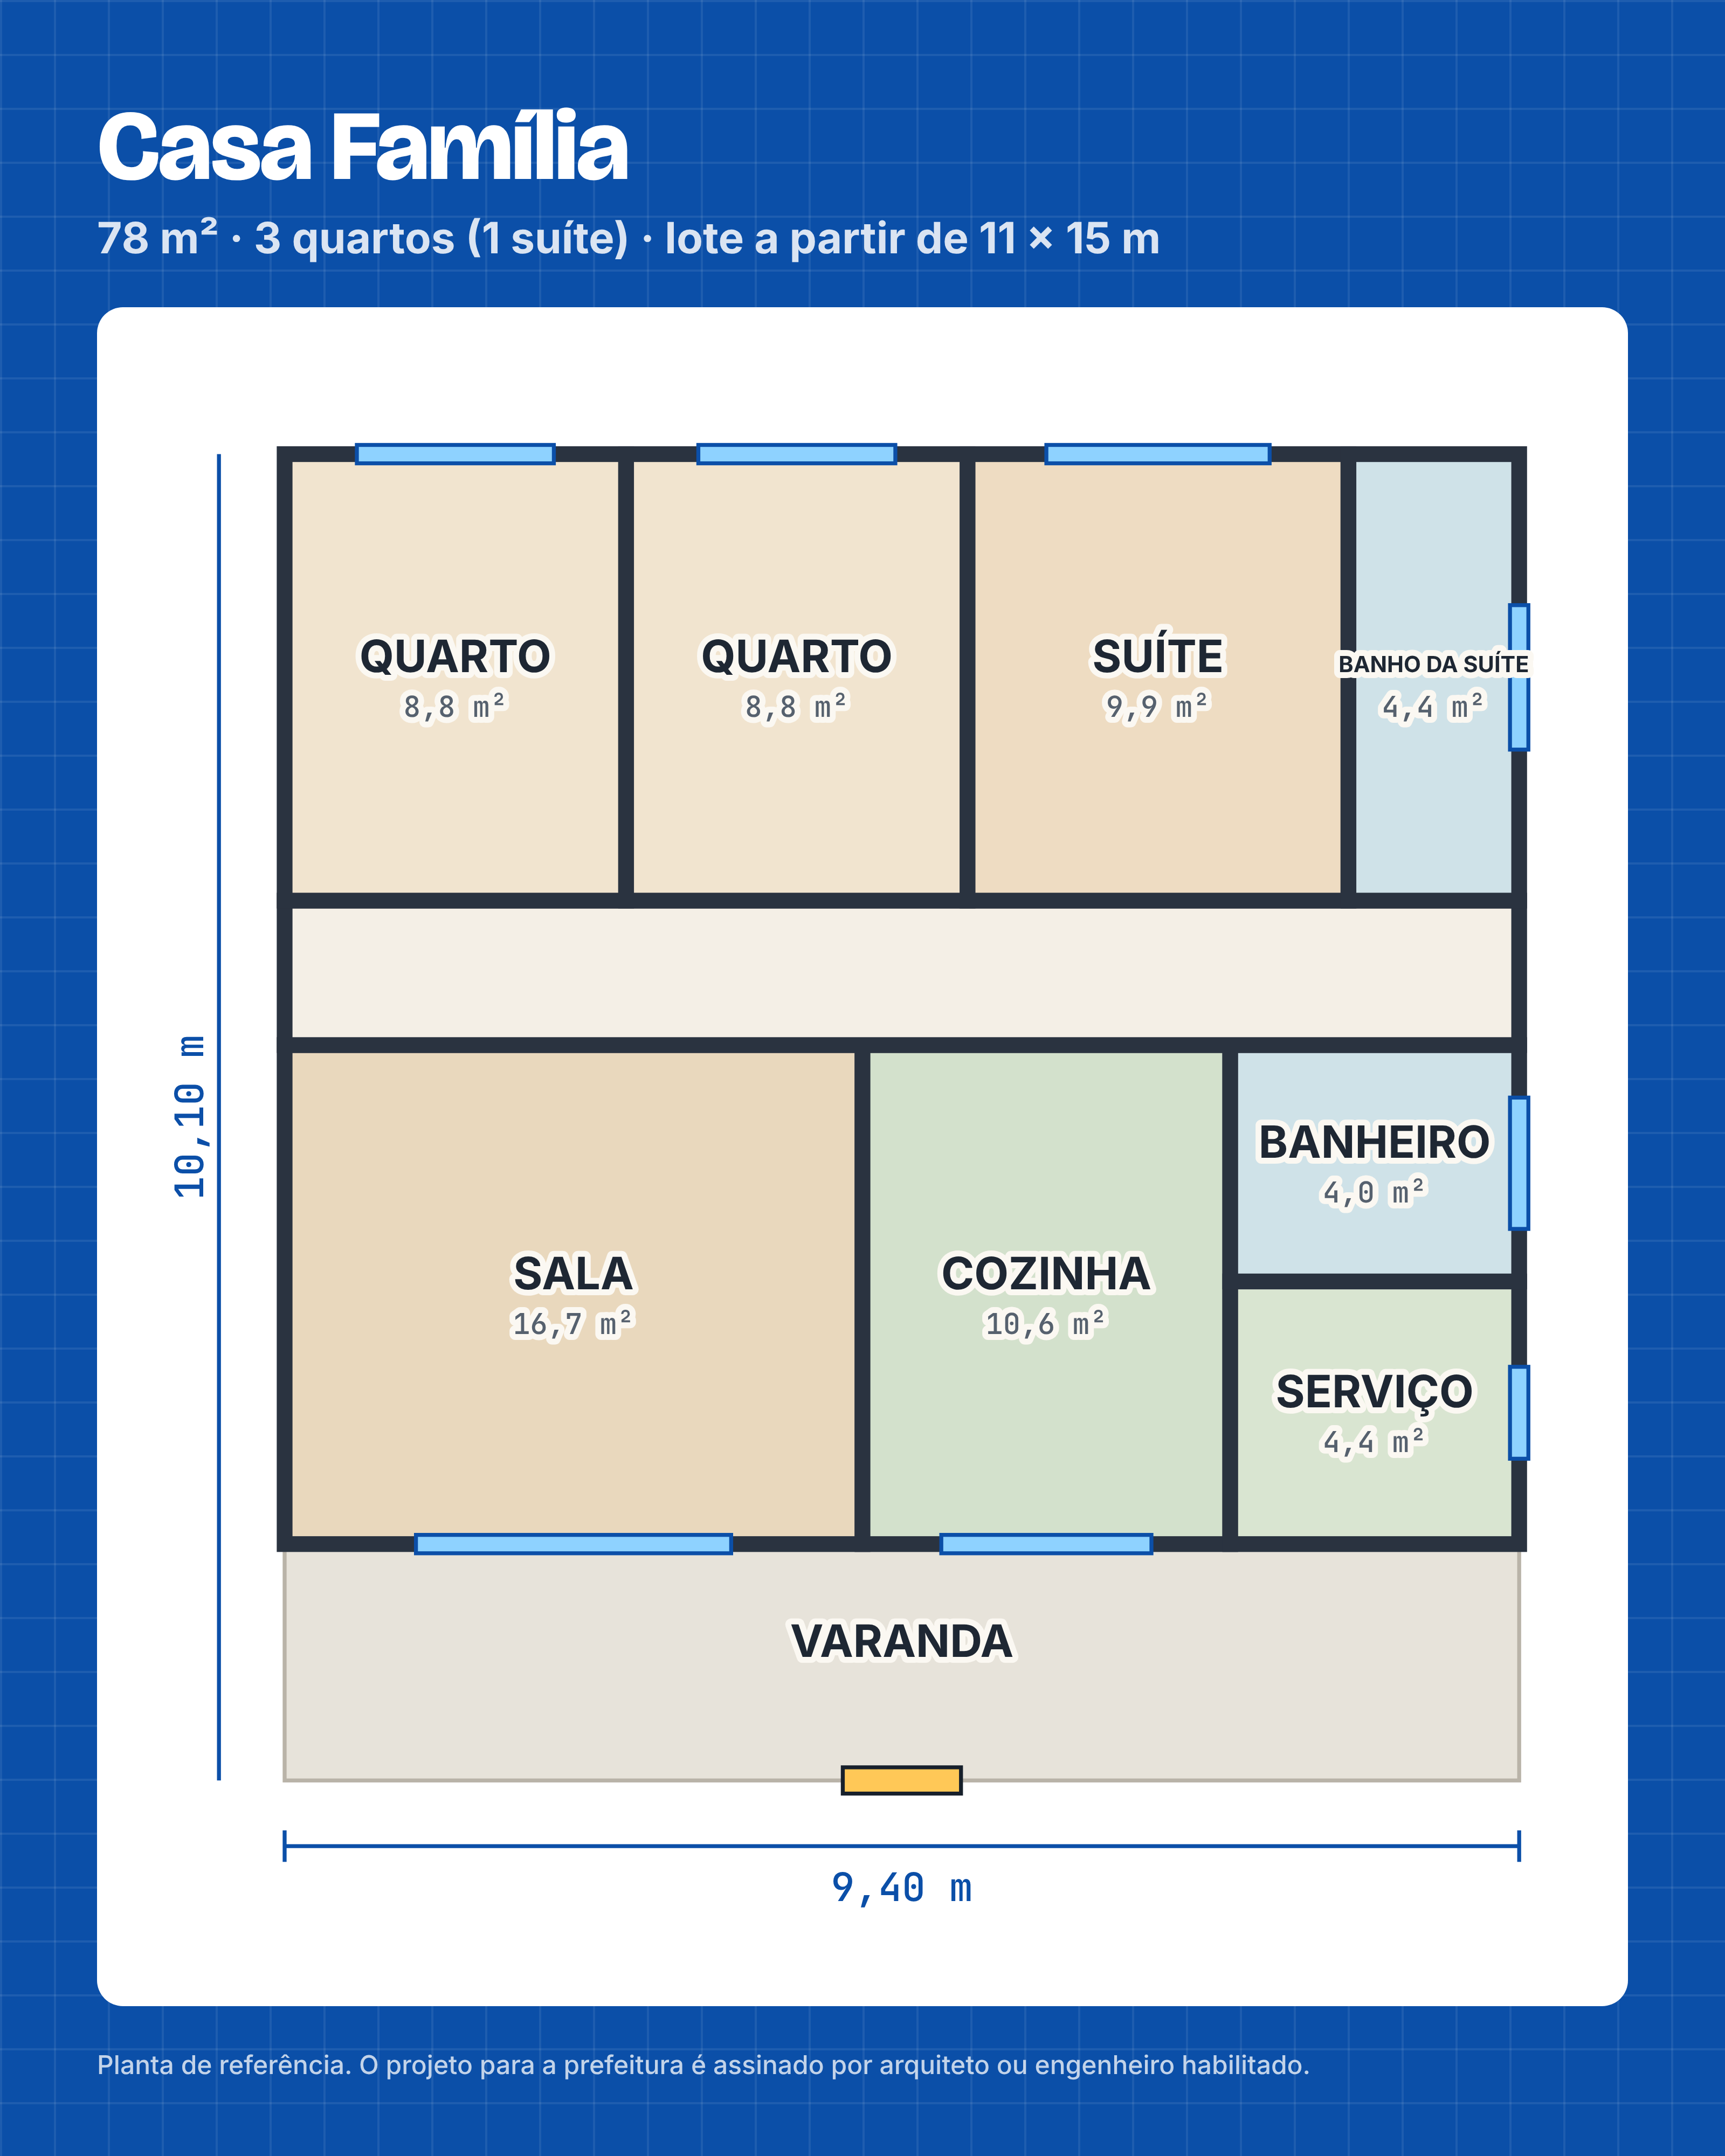 Casa Família
78 m² · 3 quartos (1 suíte) · lote a partir de 11 × 15 m
QUARTO
8,8 m²
QUARTO
8,8 m²
SUÍTE
9,9 m²
BANHO DA SUÍTE
4,4 m²
10,10 m
SALA
16,7 m²
COZINHA
10,6 m²
BANHEIRO
4,0 m²
SERVIÇO
4,4 m²
VARANDA
9,40 m
Planta de referência. O projeto para a prefeitura é assinado por arquiteto ou engenheiro habilitado.